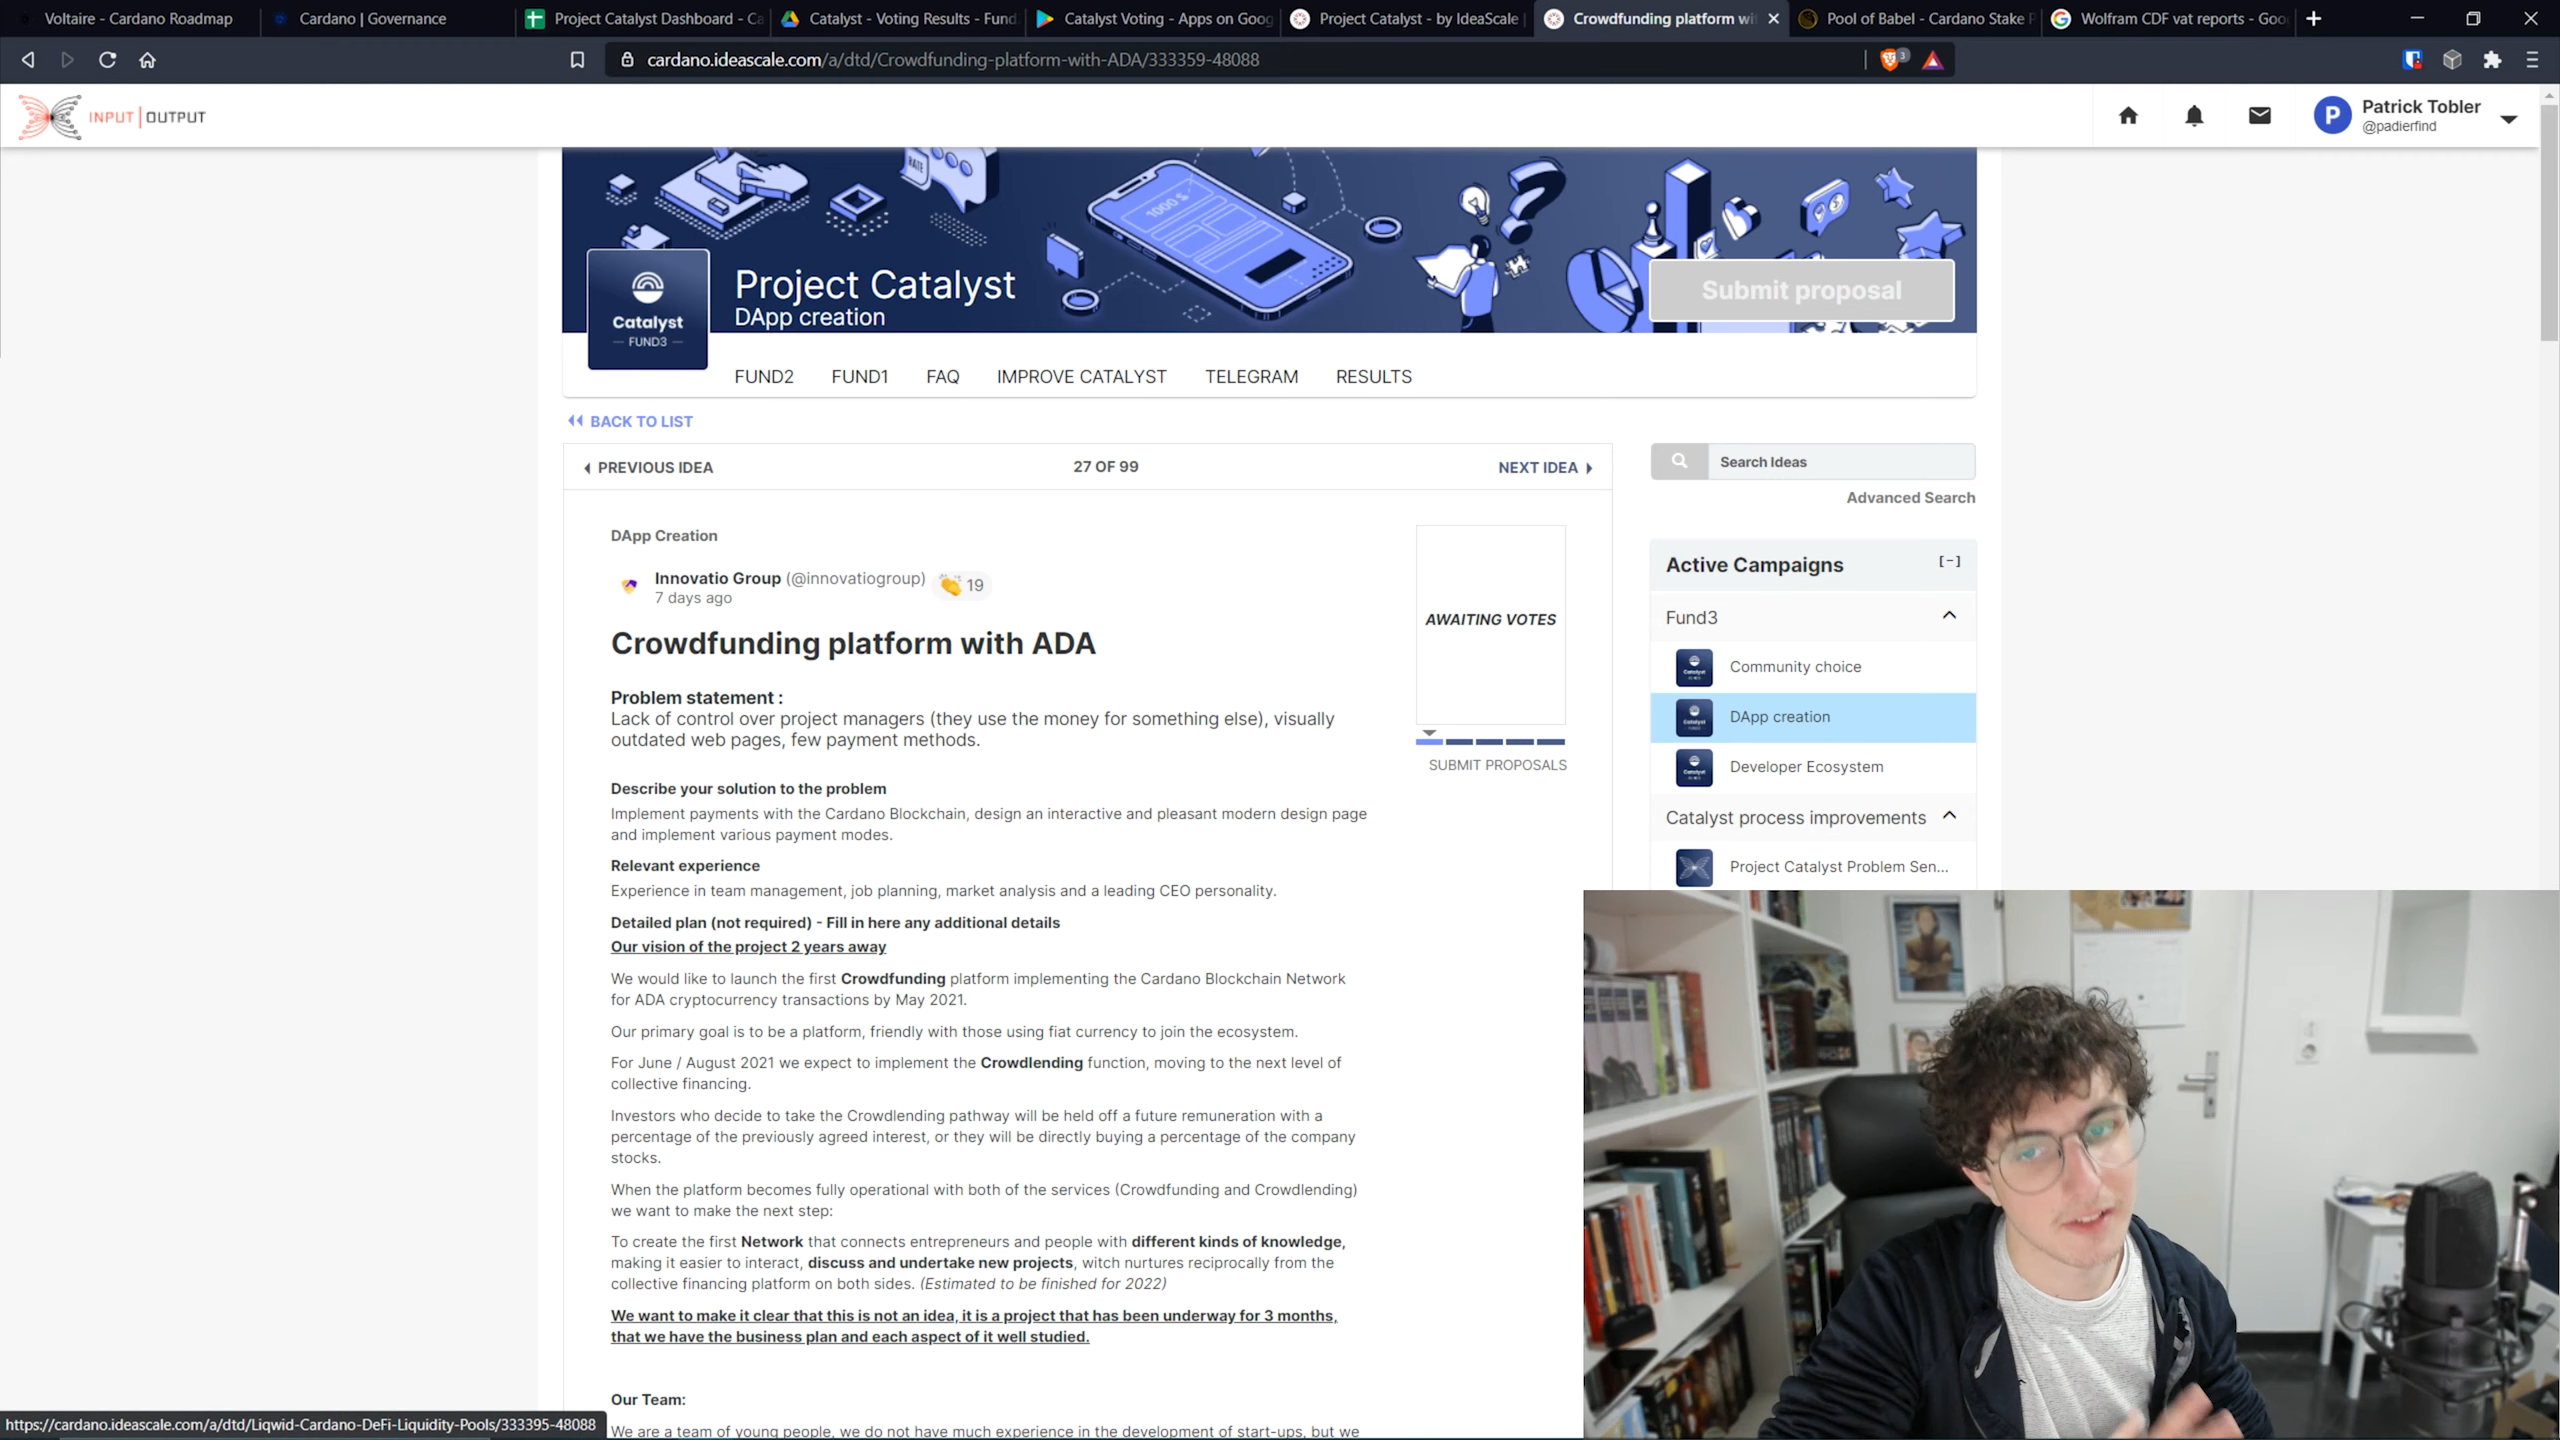 Voltaire - Cardano Roadmap
Cardano | Governance
Project Catalyst Dashboard - Ca
Catalyst - Voting Results - Fund
Catalyst Voting - Apps on Goog
Project Catalyst - by IdeaScale
Crowdfunding platform wi
Pool of Babel - Cardano Stake P
Wolfram CDF vat reports - Goo
cardano.ideascale.com/a/dtd/Crowdfunding-platform-with-ADA/333359-48088
3
INPUT | OUTPUT
P
Patrick Tobler
@padierfind
RATE
1000 $
Project Catalyst
DApp creation
Submit proposal
Catalyst
— FUND3 —
FUND2
FUND1
FAQ
IMPROVE CATALYST
TELEGRAM
RESULTS
BACK TO LIST
PREVIOUS IDEA
27 OF 99
NEXT IDEA
Search Ideas
Advanced Search
DApp Creation
Innovatio Group (@innovatiogroup)
19
7 days ago
AWAITING VOTES
SUBMIT PROPOSALS
Crowdfunding platform with ADA
Problem statement :
Lack of control over project managers (they use the money for something else), visually
outdated web pages, few payment methods.
Describe your solution to the problem
Implement payments with the Cardano Blockchain, design an interactive and pleasant modern design page
and implement various payment modes.
Relevant experience
Experience in team management, job planning, market analysis and a leading CEO personality.
Detailed plan (not required) - Fill in here any additional details
Our vision of the project 2 years away
We would like to launch the first Crowdfunding platform implementing the Cardano Blockchain Network
for ADA cryptocurrency transactions by May 2021.
Our primary goal is to be a platform, friendly with those using fiat currency to join the ecosystem.
For June / August 2021 we expect to implement the Crowdlending function, moving to the next level of
collective financing.
Investors who decide to take the Crowdlending pathway will be held off a future remuneration with a
percentage of the previously agreed interest, or they will be directly buying a percentage of the company
stocks.
When the platform becomes fully operational with both of the services (Crowdfunding and Crowdlending)
we want to make the next step:
To create the first Network that connects entrepreneurs and people with different kinds of knowledge,
making it easier to interact, discuss and undertake new projects, witch nurtures reciprocally from the
collective financing platform on both sides. (Estimated to be finished for 2022)
We want to make it clear that this is not an idea, it is a project that has been underway for 3 months,
that we have the business plan and each aspect of it well studied.
Our Team:
We are a team of young people, we do not have much experience in the development of start-ups, but we
Active Campaigns
[-]
Fund3
Catalyst
Community choice
Catalyst
DApp creation
Catalyst
Developer Ecosystem
Catalyst process improvements
Project Catalyst Problem Sen...
https://cardano.ideascale.com/a/dtd/Liqwid-Cardano-DeFi-Liquidity-Pools/333395-48088